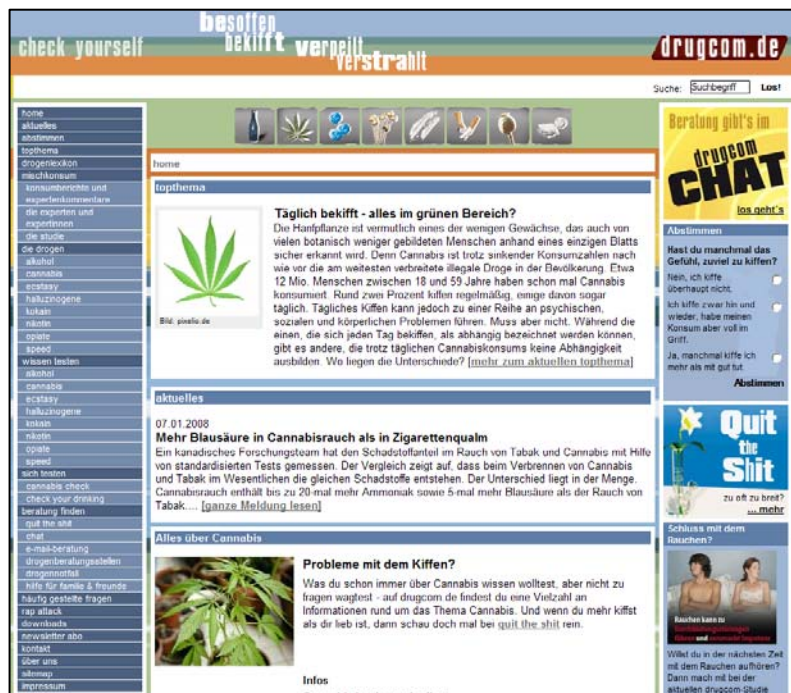 check yourself
besoffen
bekifft verpeilt
verstrahlt
drugcom.de
Suche: Suchbegriff Los!
home
aktuelles
abstimmen
topthema
drogenlexikon
mischkonsum
konsumberichte und
expertenkommentare
die experten und
expertinnen
die studie
die drogen
alkohol
cannabis
ecstasy
halluzinogene
kokain
nikotin
opiate
speed
wissen testen
alkohol
cannabis
ecstasy
halluzinogene
kokain
nikotin
opiate
speed
sich testen
cannabis check
check your drinking
beratung finden
quit the shit
chat
e-mail-beratung
drogenberatungsstellen
drogennotfall
hilfe für familie & freunde
häufig gestellte fragen
rap attack
downloads
newsletter abo
kontakt
über uns
sitemap
impressum
home
topthema
Täglich bekifft - alles im grünen Bereich?
Die Hanfpflanze ist vermutlich eines der wenigen Gewächse, das auch von
vielen botanisch weniger gebildeten Menschen anhand eines einzigen Blatts
sicher erkannt wird. Denn Cannabis ist trotz sinkender Konsumzahlen nach
wie vor die am weitesten verbreitete illegale Droge in der Bevölkerung. Etwa
12 Mio. Menschen zwischen 18 und 59 Jahre haben schon mal Cannabis
konsumiert. Rund zwei Prozent kiffen regelmäßig, einige davon sogar
täglich. Tägliches Kiffen kann jedoch zu einer Reihe an psychischen,
sozialen und körperlichen Problemen führen. Muss aber nicht. Während die
einen, die sich jeden Tag bekiffen, als abhängig bezeichnet werden können,
gibt es andere, die trotz täglichen Cannabiskonsums keine Abhängigkeit
ausbilden. Wo liegen die Unterschiede? [mehr zum aktuellen topthema]
Bild: pixelio.de
aktuelles
07.01.2008
Mehr Blausäure in Cannabisrauch als in Zigarettenqualm
Ein kanadisches Forschungsteam hat den Schadstoffanteil im Rauch von Tabak und Cannabis mit Hilfe
von standardisierten Tests gemessen. Der Vergleich zeigt auf, dass beim Verbrennen von Cannabis
und Tabak im Wesentlichen die gleichen Schadstoffe entstehen. Der Unterschied liegt in der Menge.
Cannabisrauch enthält bis zu 20-mal mehr Ammoniak sowie 5-mal mehr Blausäure als der Rauch von
Tabak.... [ganze Meldung lesen]
Alles über Cannabis
Probleme mit dem Kiffen?
Was du schon immer über Cannabis wissen wolltest, aber nicht zu
fragen wagtest - auf drugcom.de findest du eine Vielzahl an
Informationen rund um das Thema Cannabis. Und wenn du mehr kiffst
als dir lieb ist, dann schau doch mal bei quit the shit rein.
Infos
Beratung gibt's im
drugcom
CHAT
los geht's
Abstimmen
Hast du manchmal das
Gefühl, zuviel zu kiffen?
Nein, ich kiffe
überhaupt nicht.
Ich kiffe zwar hin und
wieder, habe meinen
Konsum aber voll im
Griff.
Ja, manchmal kiffe ich
mehr als mit gut tut.
Abstimmen
Quit
the
Shit
zu oft zu breit?
... mehr
Schluss mit dem
Rauchen?
Rauchen kann zu
führen und
Willst du in der nächsten Zeit
mit dem Rauchen aufhören?
Dann mach mit bei der
aktuellen drugcom-Studie